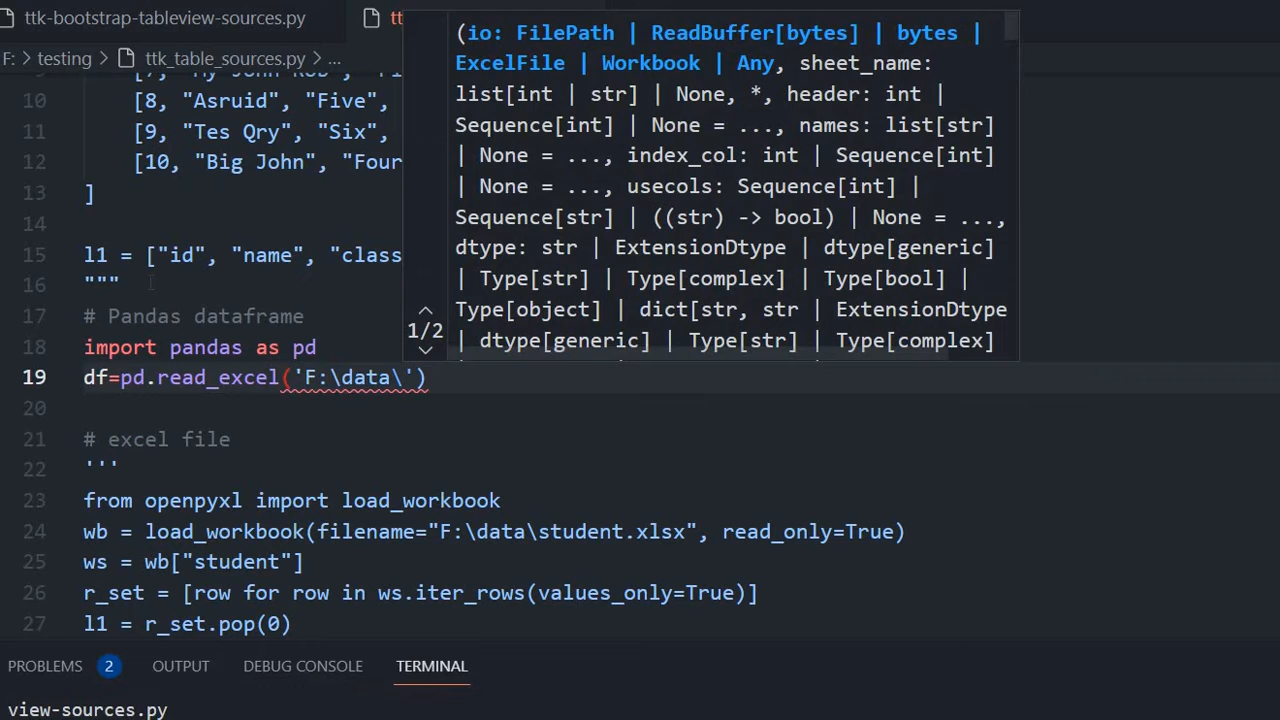 ttk-bootstrap-tableview-sources.py
tt
F: > testing > ttk_table_sources.py > ...
10 [8, "Asruid", "Five",
11 [9, "Tes Qry", "Six",
12 [10, "Big John", "Four
13 ]
14
15 l1 = ["id", "name", "class
16 """
17 # Pandas dataframe
18 import pandas as pd
19 df=pd.read_excel('F:\data\')
20
21 # excel file
22 '''
23 from openpyxl import load_workbook
24 wb = load_workbook(filename="F:\data\student.xlsx", read_only=True)
25 ws = wb["student"]
26 r_set = [row for row in ws.iter_rows(values_only=True)]
27 l1 = r_set.pop(0)
(io: FilePath | ReadBuffer[bytes] | bytes |
ExcelFile | Workbook | Any, sheet_name:
list[int | str] | None, *, header: int |
Sequence[int] | None = ..., names: list[str]
| None = ..., index_col: int | Sequence[int]
| None = ..., usecols: Sequence[int] |
Sequence[str] | ((str) -> bool) | None = ...,
dtype: str | ExtensionDtype | dtype[generic]
| Type[str] | Type[complex] | Type[bool] |
Type[object] | dict[str, str | ExtensionDtype
| dtype[generic] | Type[str] | Type[complex]
1/2
PROBLEMS 2 OUTPUT DEBUG CONSOLE TERMINAL
view-sources.py